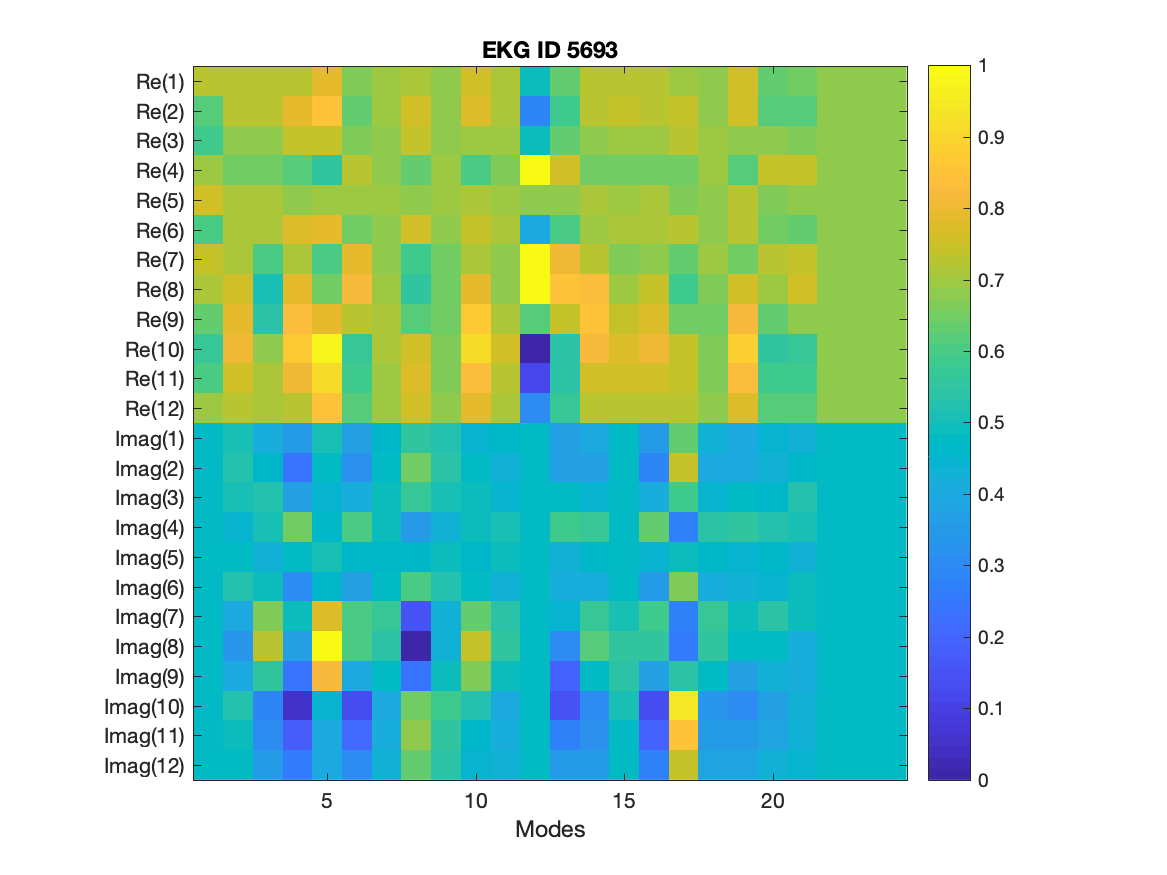 EKG ID 5693
Re(1)
Re(2)
Re(3)
Re(4)
Re(5)
Re(6)
Re(7)
Re(8)
Re(9)
Re(10)
Re(11)
Re(12)
Imag(1)
Imag(2)
Imag(3)
Imag(4)
Imag(5)
Imag(6)
Imag(7)
Imag(8)
Imag(9)
Imag(10)
Imag(11)
Imag(12)
5 10 15 20
Modes
1
0.9
0.8
0.7
0.6
0.5
0.4
0.3
0.2
0.1
0